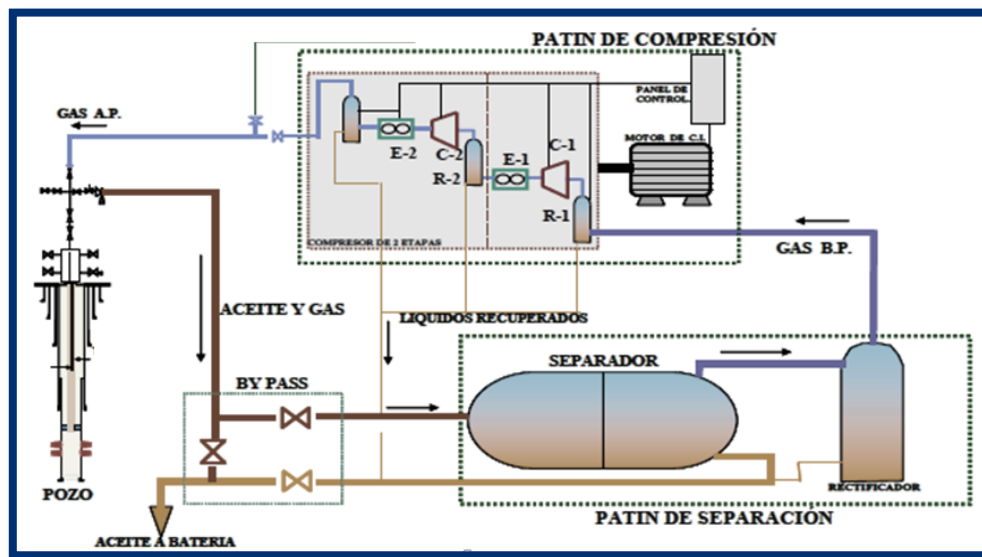 PATIN DE COMPRESIÓN
PANEL DE
CONTROL
GAS A.P.
MOTOR DE C.I.
C-1
E-2
C-2
E-1
R-2
R-1
COMPRESOR DE 2 ETAPAS
GAS B.P.
ACEITE Y GAS
LIQUIDOS RECUPERADOS
SEPARADOR
BY PASS
POZO
RECTIFICADOR
PATIN DE SEPARACIÓN
ACEITE A BATERIA